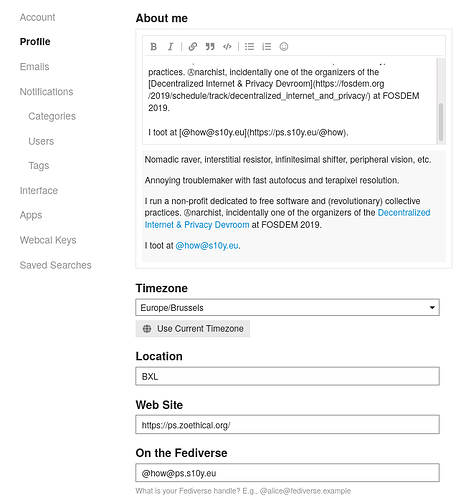 Account
Profile
Emails
Notifications
Categories
Users
Tags
Interface
Apps
Webcal Keys
Saved Searches
About me
B I
practices. Ⓐnarchist, incidentally one of the organizers of the
[Decentralized Internet & Privacy Devroom](https://fosdem.org
/2019/schedule/track/decentralized_internet_and_privacy/) at FOSDEM
2019.
I toot at [@how@s10y.eu](https://ps.s10y.eu/@how).
Nomadic raver, interstitial resistor, infinitesimal shifter, peripheral vision, etc.
Annoying troublemaker with fast autofocus and terapixel resolution.
I run a non-profit dedicated to free software and (revolutionary) collective
practices. Ⓐnarchist, incidentally one of the organizers of the Decentralized
Internet & Privacy Devroom at FOSDEM 2019.
I toot at @how@s10y.eu.
Timezone
Europe/Brussels
Use Current Timezone
Location
BXL
Web Site
https://ps.zoethical.org/
On the Fediverse
@how@ps.s10y.eu
What is your Fediverse handle? E.g., @alice@fediverse.example